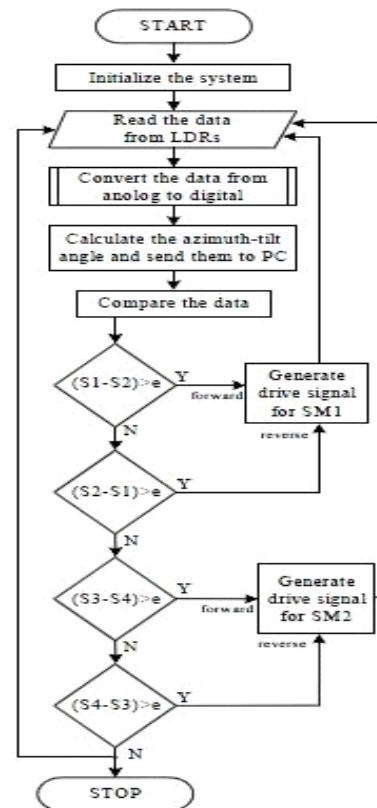 START
Initialize the system
Read the data
from LDRs
Convert the data from
anolog to digital
Calculate the azimuth-tilt
angle and send them to PC
Compare the data
(S1-S2)>e
Y
forward
Generate
drive signal
for SM1
N
reverse
(S2-S1)>e
Y
N
(S3-S4)>e
Y
forward
Generate
drive signal
for SM2
N
reverse
(S4-S3)>e
Y
N
STOP